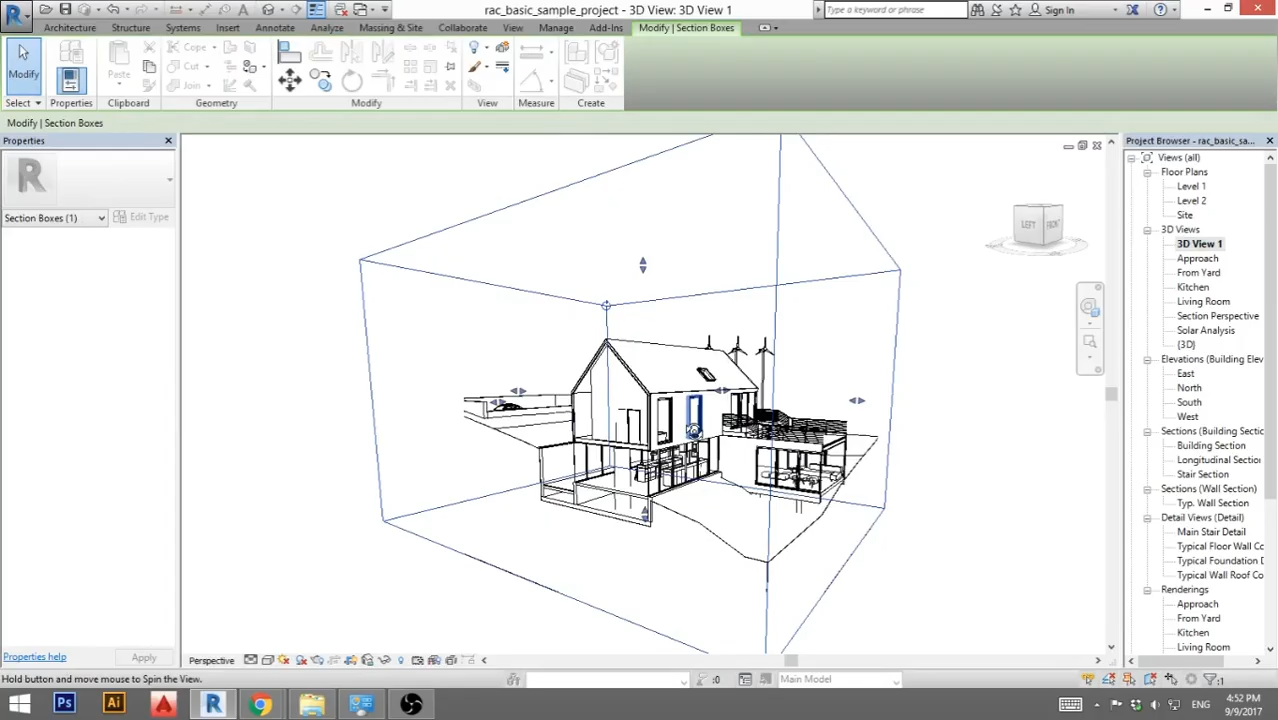 rac_basic_sample_project - 3D View: 3D View 1
Type a keyword or phrase
Sign In
Architecture
Structure
Systems
Insert
Annotate
Analyze
Massing & Site
Collaborate
View
Manage
Add-Ins
Modify | Section Boxes
Modify
Paste
Cope
Cut
Join
Select
Properties
Clipboard
Geometry
Modify
View
Measure
Create
Modify | Section Boxes
Properties
R
Section Boxes (1)
Edit Type
Properties help
Apply
LEFT
FRONT
Project Browser - rac_basic_sa...
Views (all)
Floor Plans
Level 1
Level 2
Site
3D Views
3D View 1
Approach
From Yard
Kitchen
Living Room
Section Perspective
Solar Analysis
{3D}
Elevations (Building Elev
East
North
South
West
Sections (Building Sectio
Building Section
Longitudinal Sectio
Stair Section
Sections (Wall Section)
Typ. Wall Section
Detail Views (Detail)
Main Stair Detail
Typical Floor Wall Co
Typical Foundation D
Typical Wall Roof Co
Renderings
Approach
From Yard
Kitchen
Living Room
Perspective
Hold button and move mouse to Spin the View.
:0
Main Model
:1
Ps
Ai
R
ENG
4:52 PM
9/9/2017